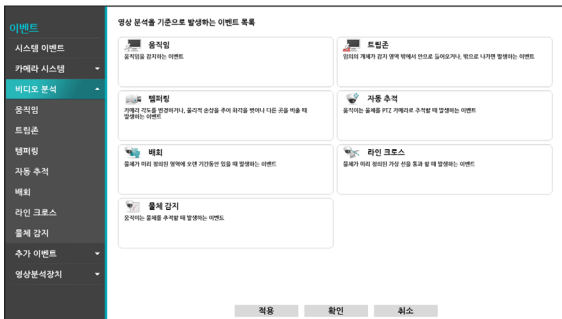 이벤트
시스템 이벤트
카메라 시스템
비디오 분석
움직임
트립존
템퍼링
자동 추적
배회
라인 크로스
물체 감지
추가 이벤트
영상분석장치
영상 분석을 기준으로 발생하는 이벤트 목록
움직임
움직임을 감지하는 이벤트
트립존
임의의 개체가 감지 영역 밖에서 안으로 들어오거나, 밖으로 나가면 발생하는 이벤트
템퍼링
카메라 각도를 변경하거나, 물리적 손상을 주어 화각을 벗어나 다른 곳을 비출 때
발생하는 이벤트
자동 추적
움직이는 물체를 PTZ 카메라로 추적할 때 발생하는 이벤트
배회
물체가 미리 정의된 영역에 오랜 기간동안 있을 때 발생하는 이벤트
라인 크로스
물체가 미리 정의된 가상 선을 통과 할 때 발생하는 이벤트
물체 감지
움직이는 물체를 추적할 때 발생하는 이벤트
적용
확인
취소